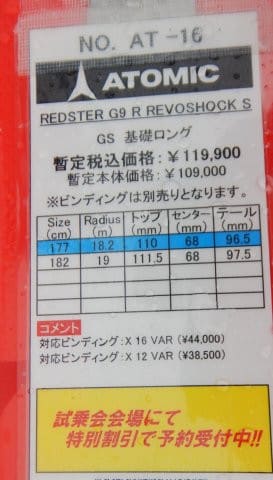 NO. AT -16
ATOMIC
REDSTER G9 R REVOSHOCK S
GS 基礎ロング
暫定税込価格：￥119,900
暫定本体価格：￥109,000
※ビンディングは別売りとなります。
Size (cm) Radius (m) トップ (mm) センター (mm) テール (mm)
177 18.2 110 68 96.5
182 19 111.5 68 97.5
コメント
対応ビンディング：X 16 VAR (¥44,000)
対応ビンディング：X 12 VAR (¥38,500)
試乗会会場にて
特別割引で予約受付中!!